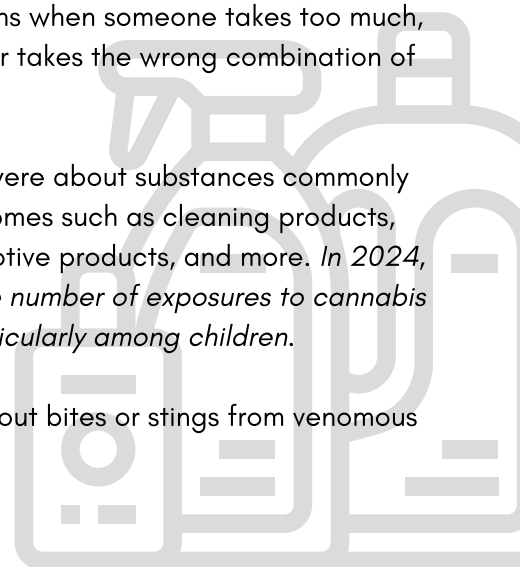 ns when someone takes too much,
r takes the wrong combination of
were about substances commonly
omes such as cleaning products,
otive products, and more. In 2024,
e number of exposures to cannabis
icularly among children.
out bites or stings from venomous